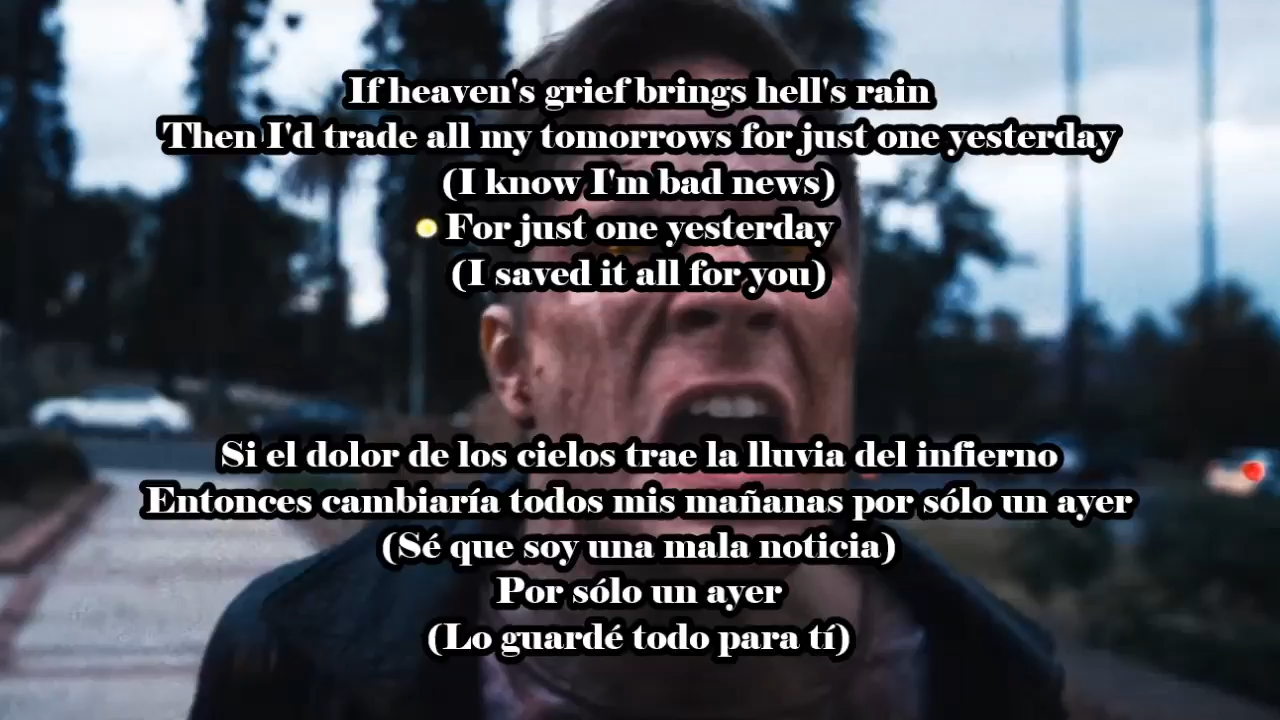 If heaven's grief brings hell's rain
Then I'd trade all my tomorrows for just one yesterday
(I know I'm bad news)
For just one yesterday
(I saved it all for you)
Si el dolor de los cielos trae la lluvia del infierno
Entonces cambiaría todos mis mañanas por sólo un ayer
(Sé que soy una mala noticia)
Por sólo un ayer
(Lo guardé todo para tí)